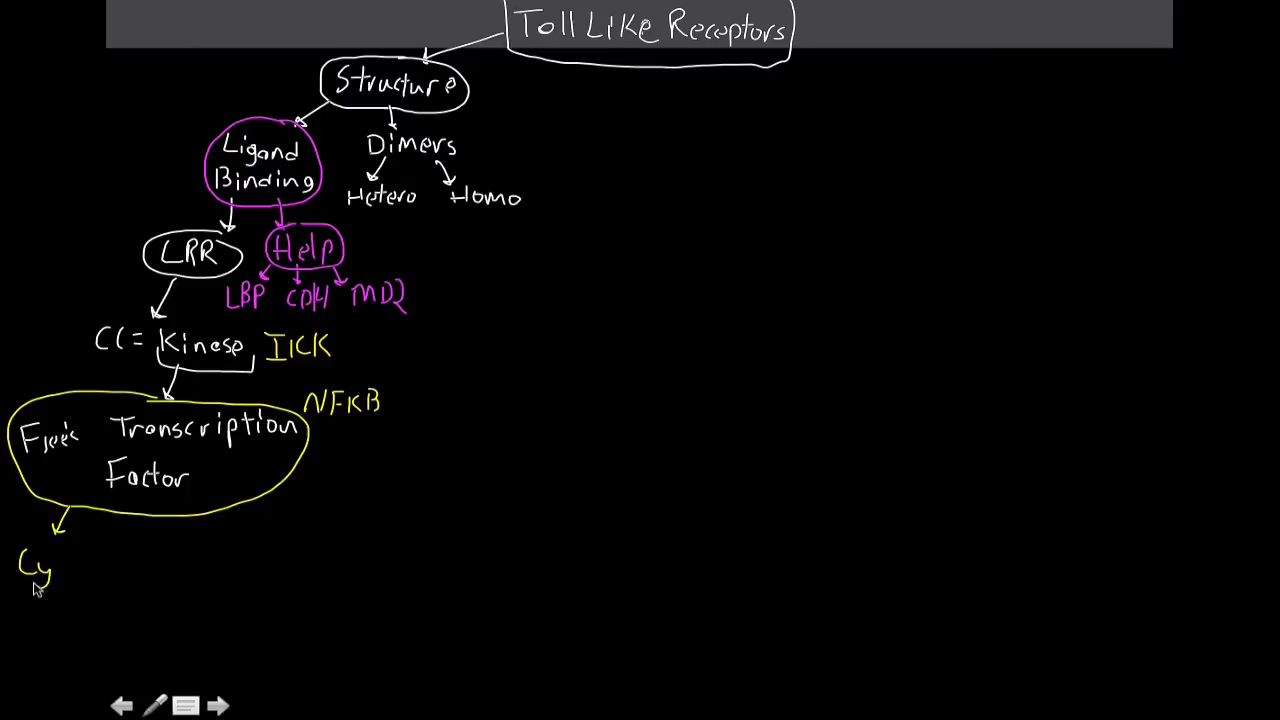 Toll Like Receptors
Structure
Ligand
Binding
Dimers
Hetero Homo
LRR Help
LBP CD14 MD2
CC= Kinase IKK
NFKB
Transcription
Factor
Cy